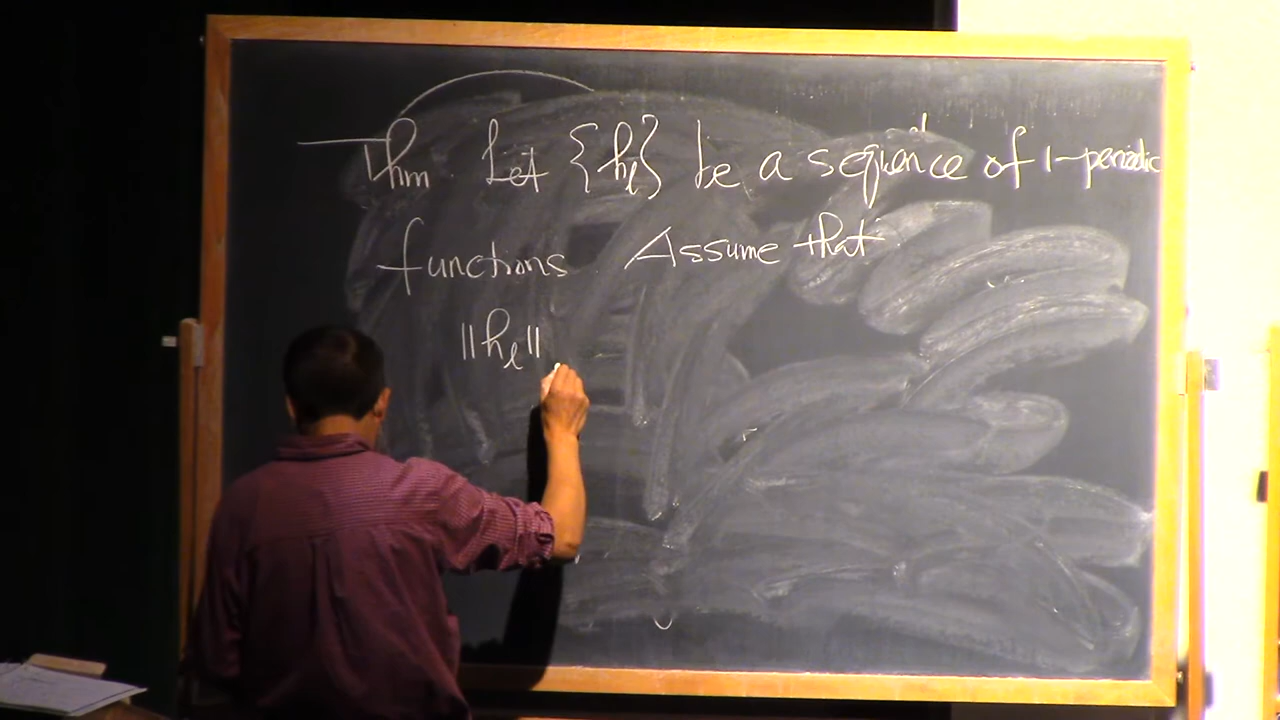 Thm. Let {h_ℓ} be a sequence of 1-periodic
functions. Assume that
||h_ℓ||